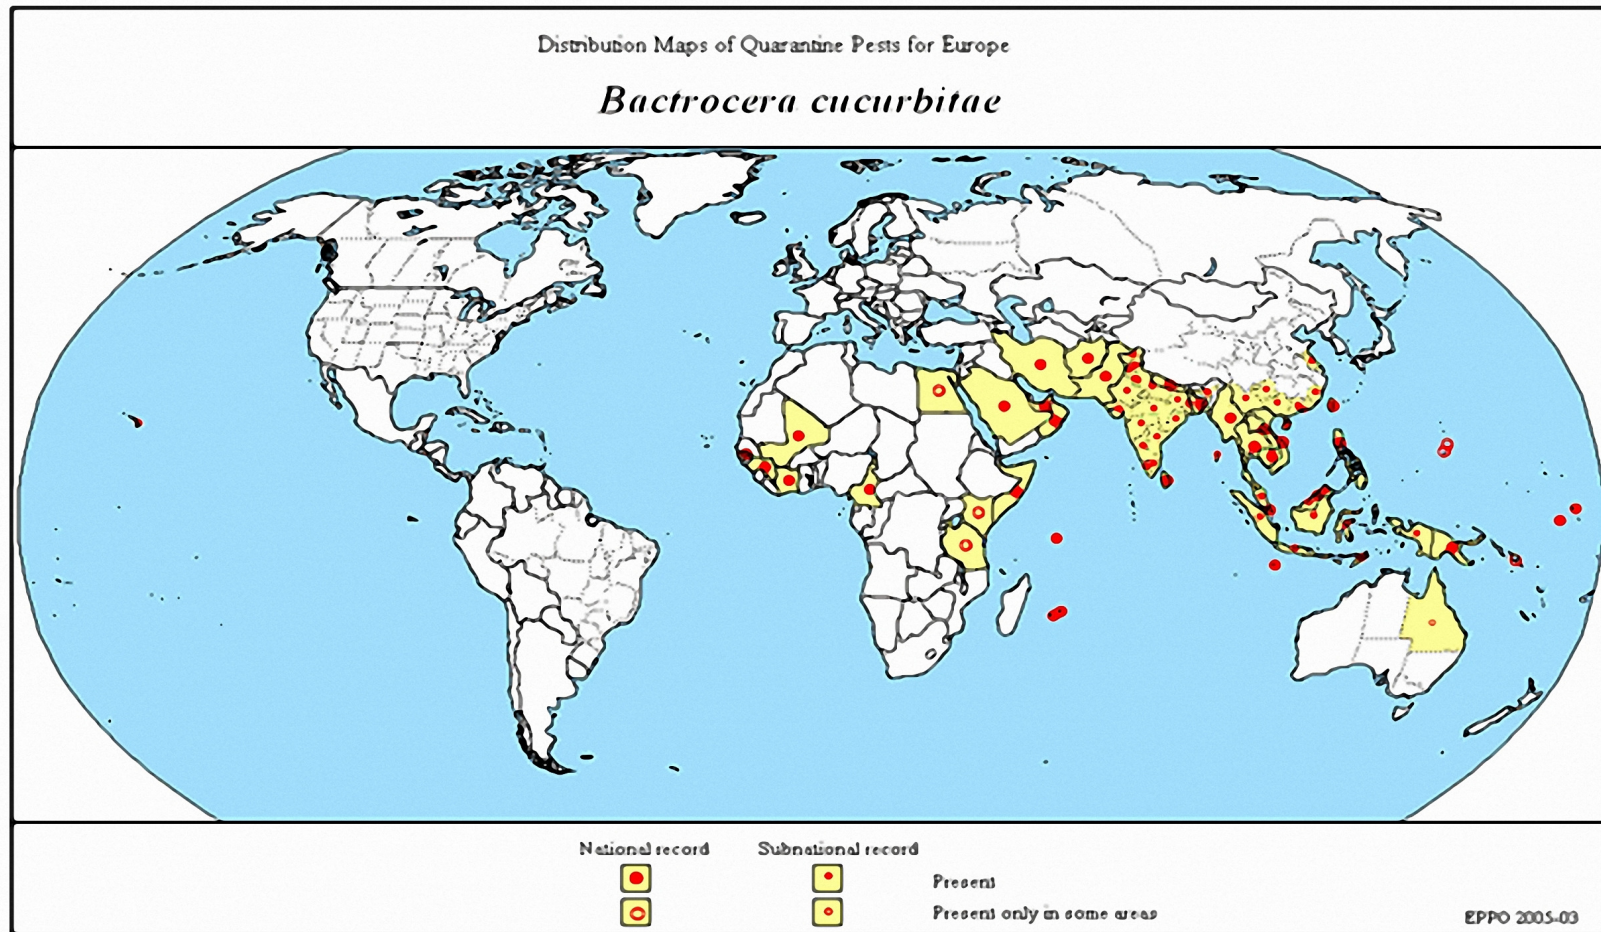 Distribution Maps of Quarantine Pests for Europe
Bactrocera cucurbitae
National record Subnational record
Present
Present only in some areas
EPPO 2005-03